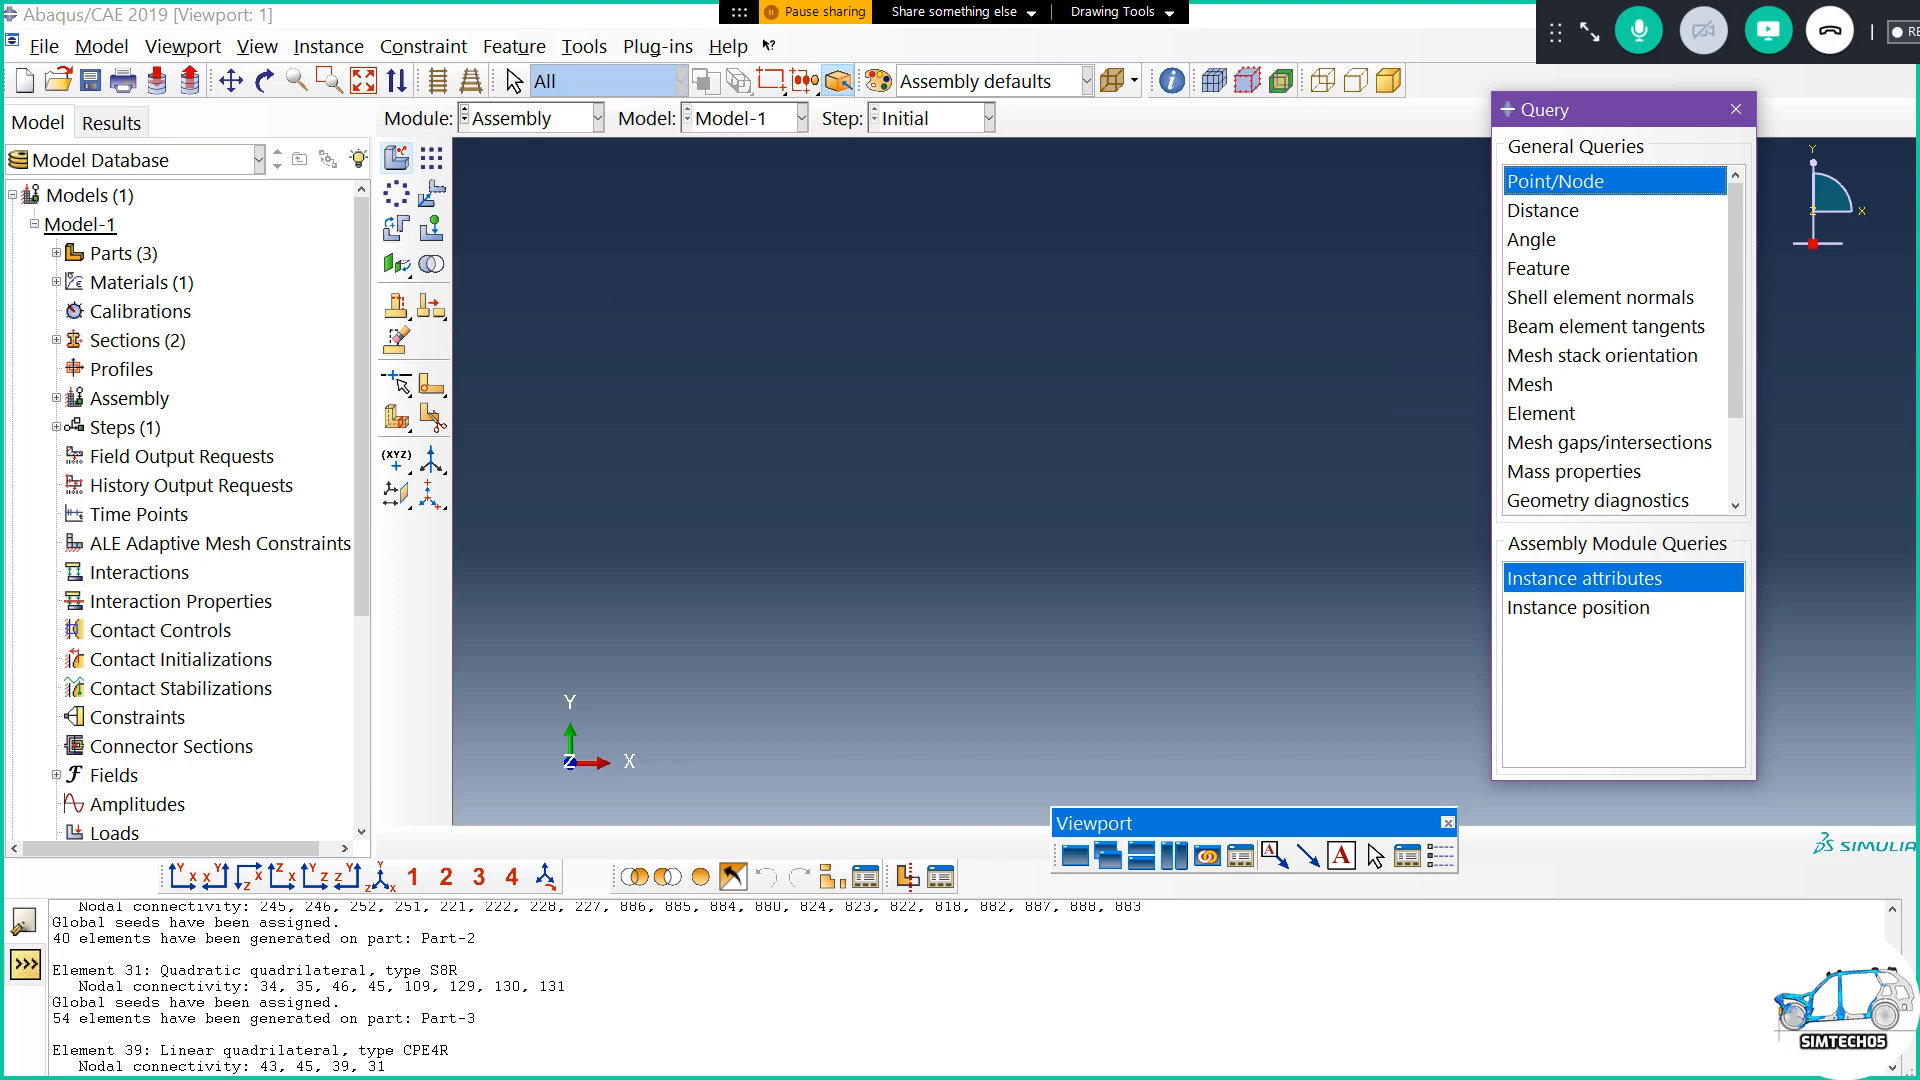 Abaqus/CAE 2019 [Viewport: 1]
Pause sharing
Share something else
Drawing Tools
File Model Viewport View Instance Constraint Feature Tools Plug-ins Help
All
Assembly defaults
Model Results
Module: Assembly Model: Model-1 Step: Initial
Model Database
Models (1)
Model-1
Parts (3)
Materials (1)
Calibrations
Sections (2)
Profiles
Assembly
Steps (1)
Field Output Requests
History Output Requests
Time Points
ALE Adaptive Mesh Constraints
Interactions
Interaction Properties
Contact Controls
Contact Initializations
Contact Stabilizations
Constraints
Connector Sections
Fields
Amplitudes
Loads
(XYZ)
Y
Z
X
Query
General Queries
Point/Node
Distance
Angle
Feature
Shell element normals
Beam element tangents
Mesh stack orientation
Mesh
Element
Mesh gaps/intersections
Mass properties
Geometry diagnostics
Assembly Module Queries
Instance attributes
Instance position
Y
Z
X
Viewport
A
A
SIMULIA
1 2 3 4
Nodal connectivity: 245, 246, 252, 251, 221, 222, 228, 227, 886, 885, 884, 880, 824, 823, 822, 818, 882, 887, 888, 883
Global seeds have been assigned.
40 elements have been generated on part: Part-2
Element 31: Quadratic quadrilateral, type S8R
Nodal connectivity: 34, 35, 46, 45, 109, 129, 130, 131
Global seeds have been assigned.
54 elements have been generated on part: Part-3
Element 39: Linear quadrilateral, type CPE4R
Nodal connectivity: 43, 45, 39, 31
>>>
SIMTECH05